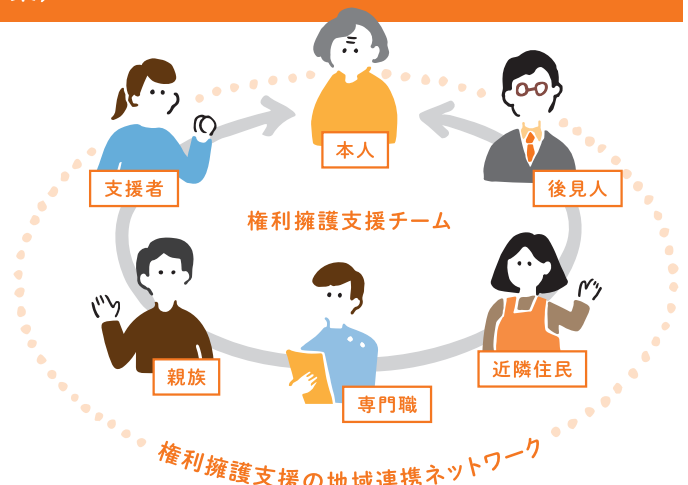 本人
支援者
後見人
権利擁護支援チーム
親族
専門職
近隣住民
権利擁護支援の地域連携ネットワーク